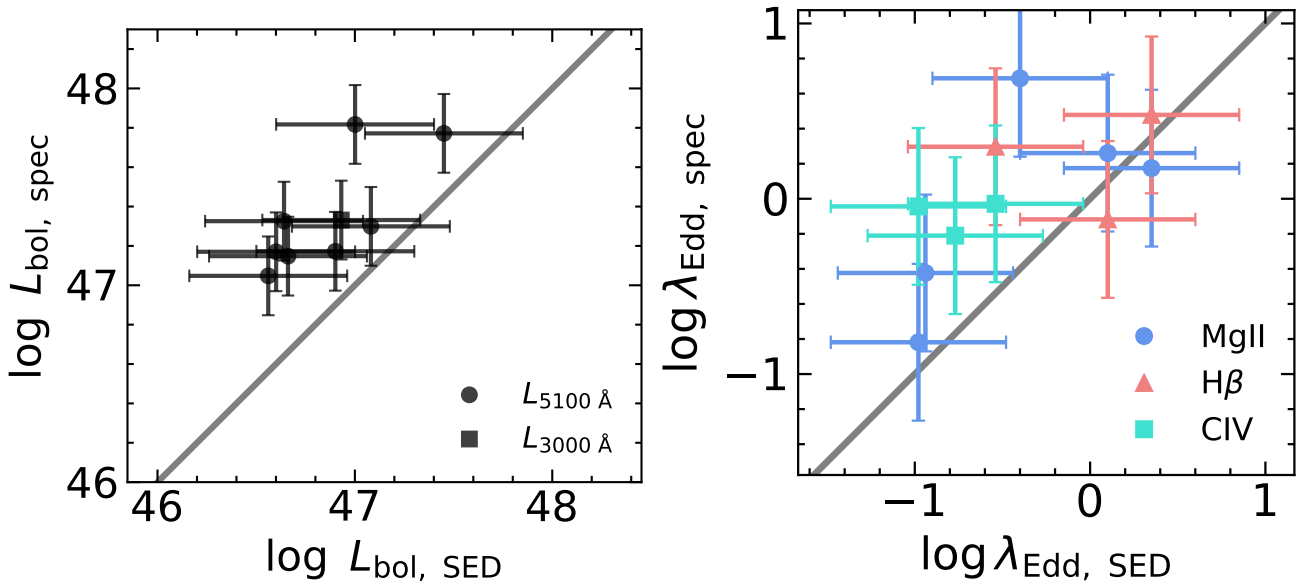 48
47
46
46 47 48
log L_bol, spec
log L_bol, SED
L_5100 Å
L_3000 Å
1
0
−1
−1 0 1
log λ_Edd, spec
log λ_Edd, SED
MgII
Hβ
CIV